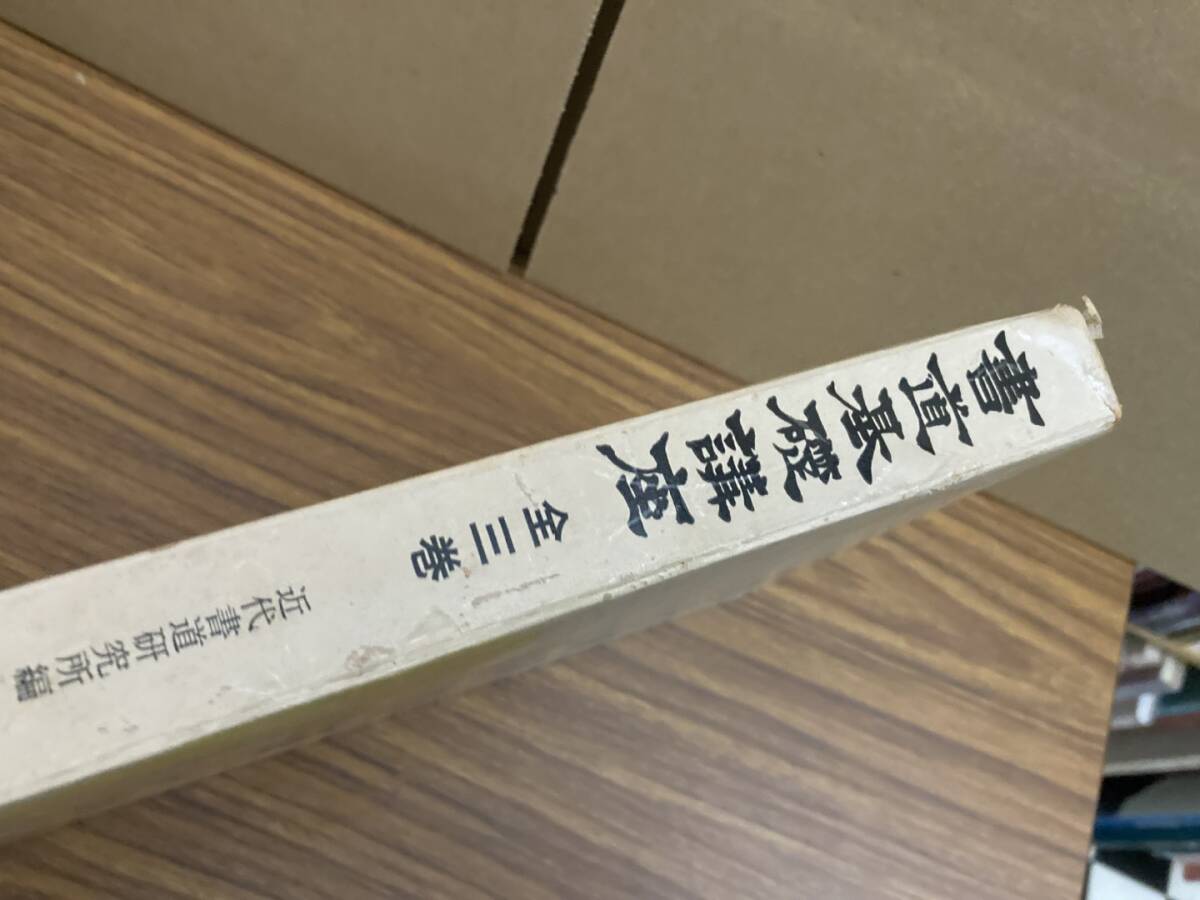 書道基礎講座
全三巻
近代書道研究所編